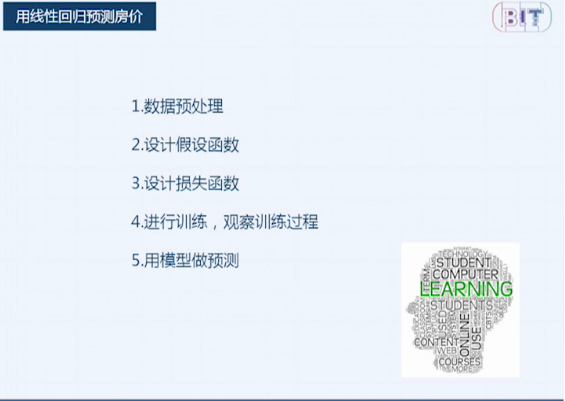 用线性回归预测房价
BIT
1.数据预处理
2.设计假设函数
3.设计损失函数
4.进行训练，观察训练过程
5.用模型做预测
TECHNOLOGY
STUDENT
COMPUTER
LEARNING
STUDENTS
USED
ONLINE
USE
CONTENT
WEB
COURSES
MORE